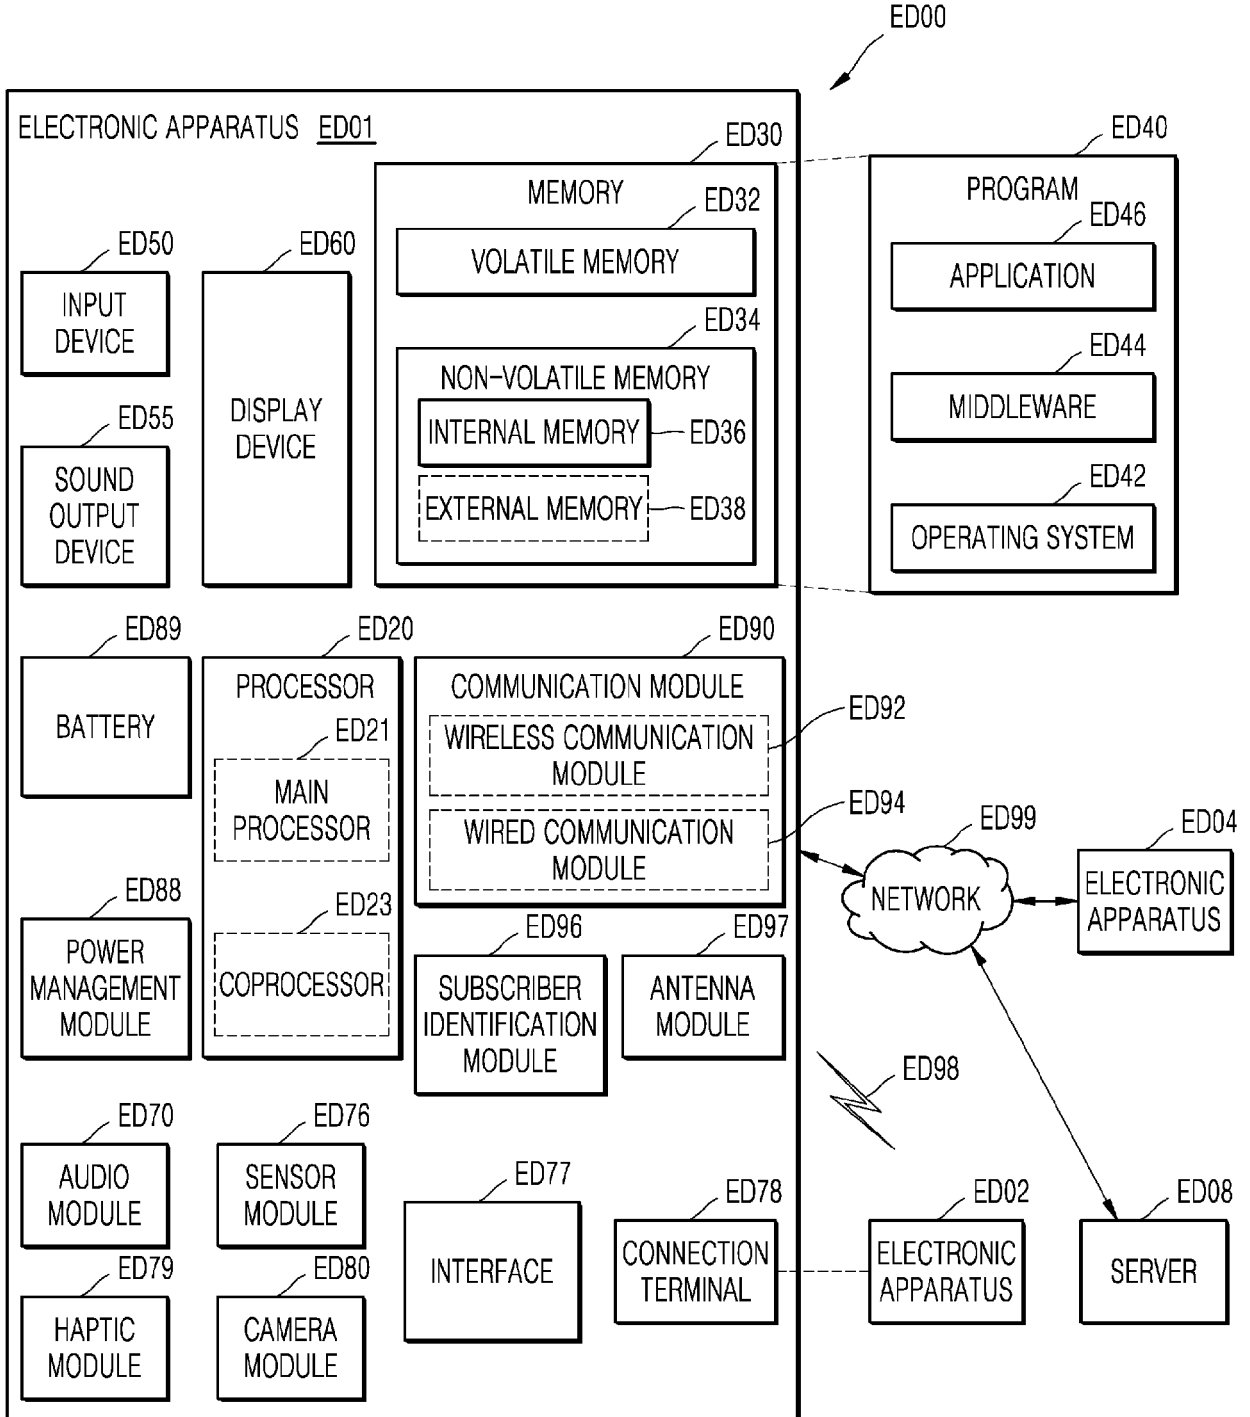 ED00
ELECTRONIC APPARATUS ED01
ED30
MEMORY
ED32
VOLATILE MEMORY
ED34
NON-VOLATILE MEMORY
INTERNAL MEMORY
ED36
EXTERNAL MEMORY
ED38
ED40
PROGRAM
ED46
APPLICATION
ED44
MIDDLEWARE
ED42
OPERATING SYSTEM
ED50
INPUT
DEVICE
ED60
DISPLAY
DEVICE
ED55
SOUND
OUTPUT
DEVICE
ED89
BATTERY
ED20
PROCESSOR
ED21
MAIN
PROCESSOR
ED23
COPROCESSOR
ED90
COMMUNICATION MODULE
ED92
WIRELESS COMMUNICATION
MODULE
ED94
WIRED COMMUNICATION
MODULE
ED99
NETWORK
ED04
ELECTRONIC
APPARATUS
ED88
POWER
MANAGEMENT
MODULE
ED96
SUBSCRIBER
IDENTIFICATION
MODULE
ED97
ANTENNA
MODULE
ED98
ED70
AUDIO
MODULE
ED76
SENSOR
MODULE
ED77
INTERFACE
ED78
CONNECTION
TERMINAL
ED02
ELECTRONIC
APPARATUS
ED08
SERVER
ED79
HAPTIC
MODULE
ED80
CAMERA
MODULE